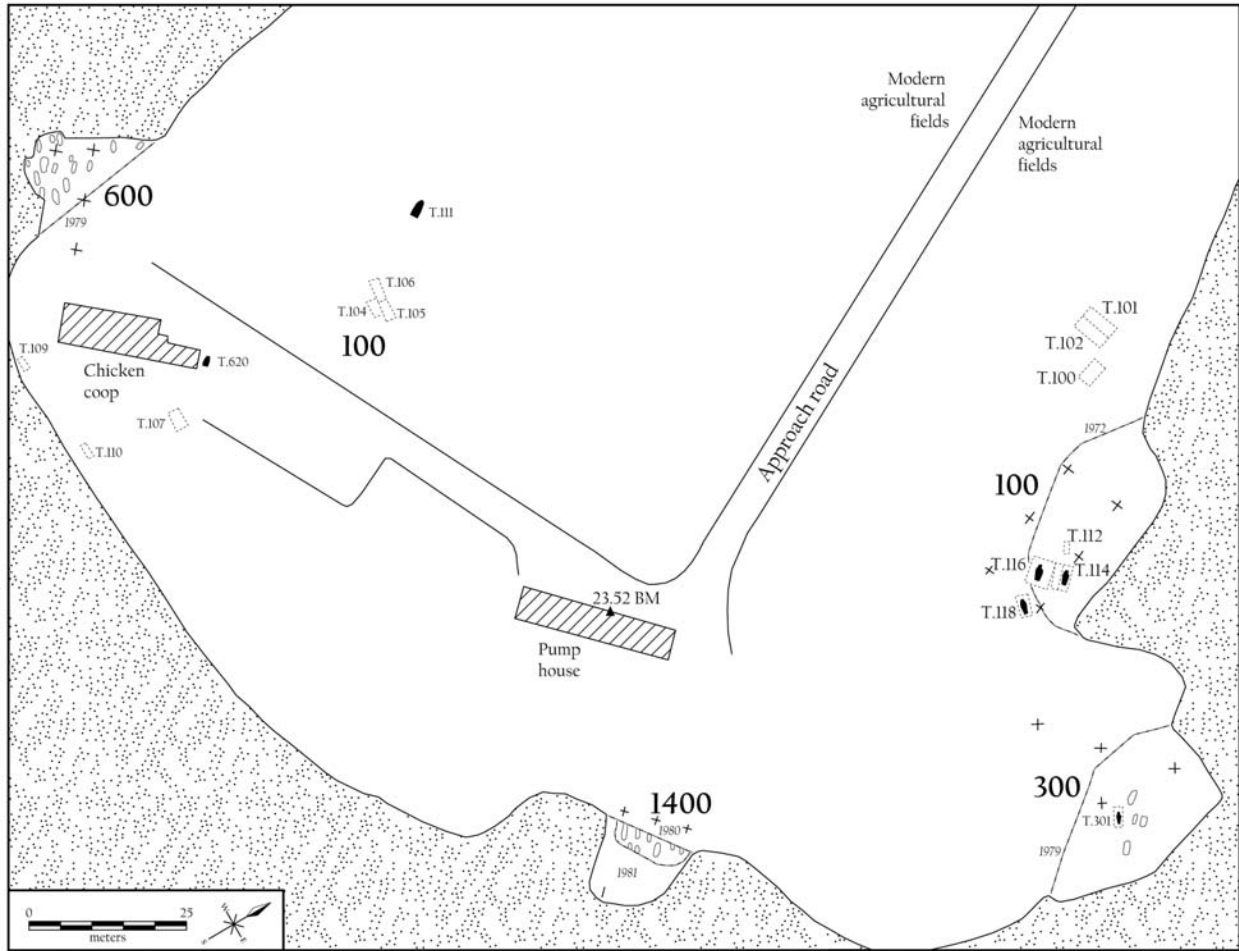 Modern
agricultural
fields
Modern
agricultural
fields
600
1979
T.111
T.106
T.104
T.105
100
T.101
T.102
T.100
T.109
Chicken
coop
T.620
T.107
T.110
Approach road
1972
100
T.112
T.116
T.114
T.118
23.52 BM
Pump
house
1400
1980
1981
300
T.301
1979
0 25
meters
W
N
S
E